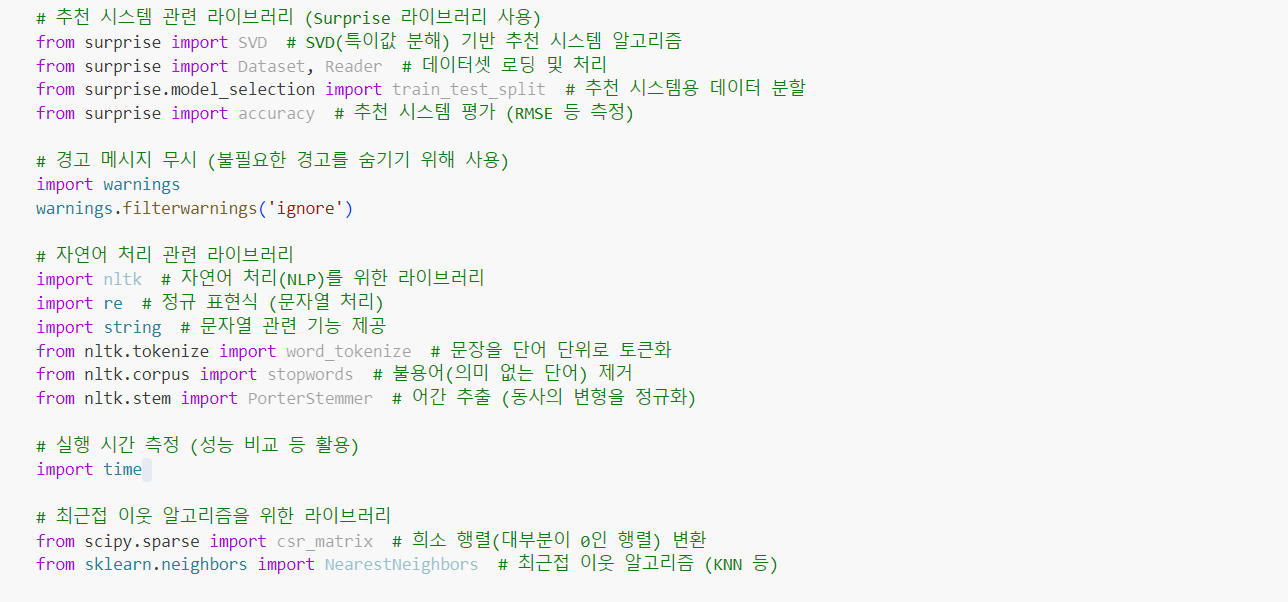 # 추천 시스템 관련 라이브러리 (Surprise 라이브러리 사용)
from surprise import SVD  # SVD(특이값 분해) 기반 추천 시스템 알고리즘
from surprise import Dataset, Reader  # 데이터셋 로딩 및 처리
from surprise.model_selection import train_test_split  # 추천 시스템용 데이터 분할
from surprise import accuracy  # 추천 시스템 평가 (RMSE 등 측정)
# 경고 메시지 무시 (불필요한 경고를 숨기기 위해 사용)
import warnings
warnings.filterwarnings('ignore')
# 자연어 처리 관련 라이브러리
import nltk  # 자연어 처리(NLP)를 위한 라이브러리
import re  # 정규 표현식 (문자열 처리)
import string  # 문자열 관련 기능 제공
from nltk.tokenize import word_tokenize  # 문장을 단어 단위로 토큰화
from nltk.corpus import stopwords  # 불용어(의미 없는 단어) 제거
from nltk.stem import PorterStemmer  # 어간 추출 (동사의 변형을 정규화)
# 실행 시간 측정 (성능 비교 등 활용)
import time
# 최근접 이웃 알고리즘을 위한 라이브러리
from scipy.sparse import csr_matrix  # 희소 행렬(대부분이 0인 행렬) 변환
from sklearn.neighbors import NearestNeighbors  # 최근접 이웃 알고리즘 (KNN 등)